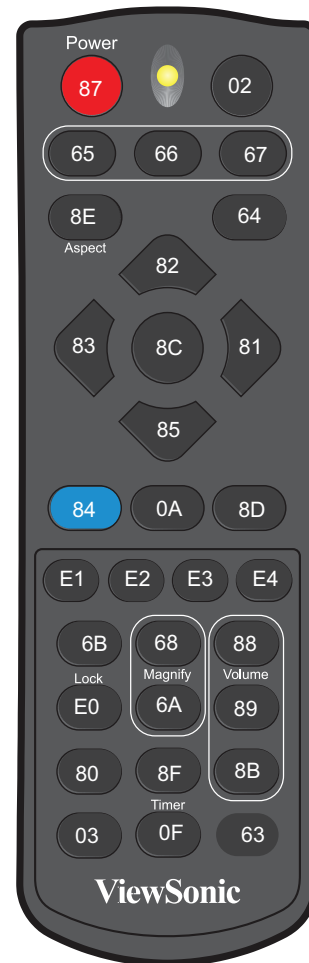 Power
87
02
65 66 67
8E 64
Aspect
82
83 8C 81
85
84 0A 8D
E1 E2 E3 E4
6B 68 88
Lock Magnify Volume
E0 6A 89
80 8F 8B
Timer
03 0F 63
ViewSonic